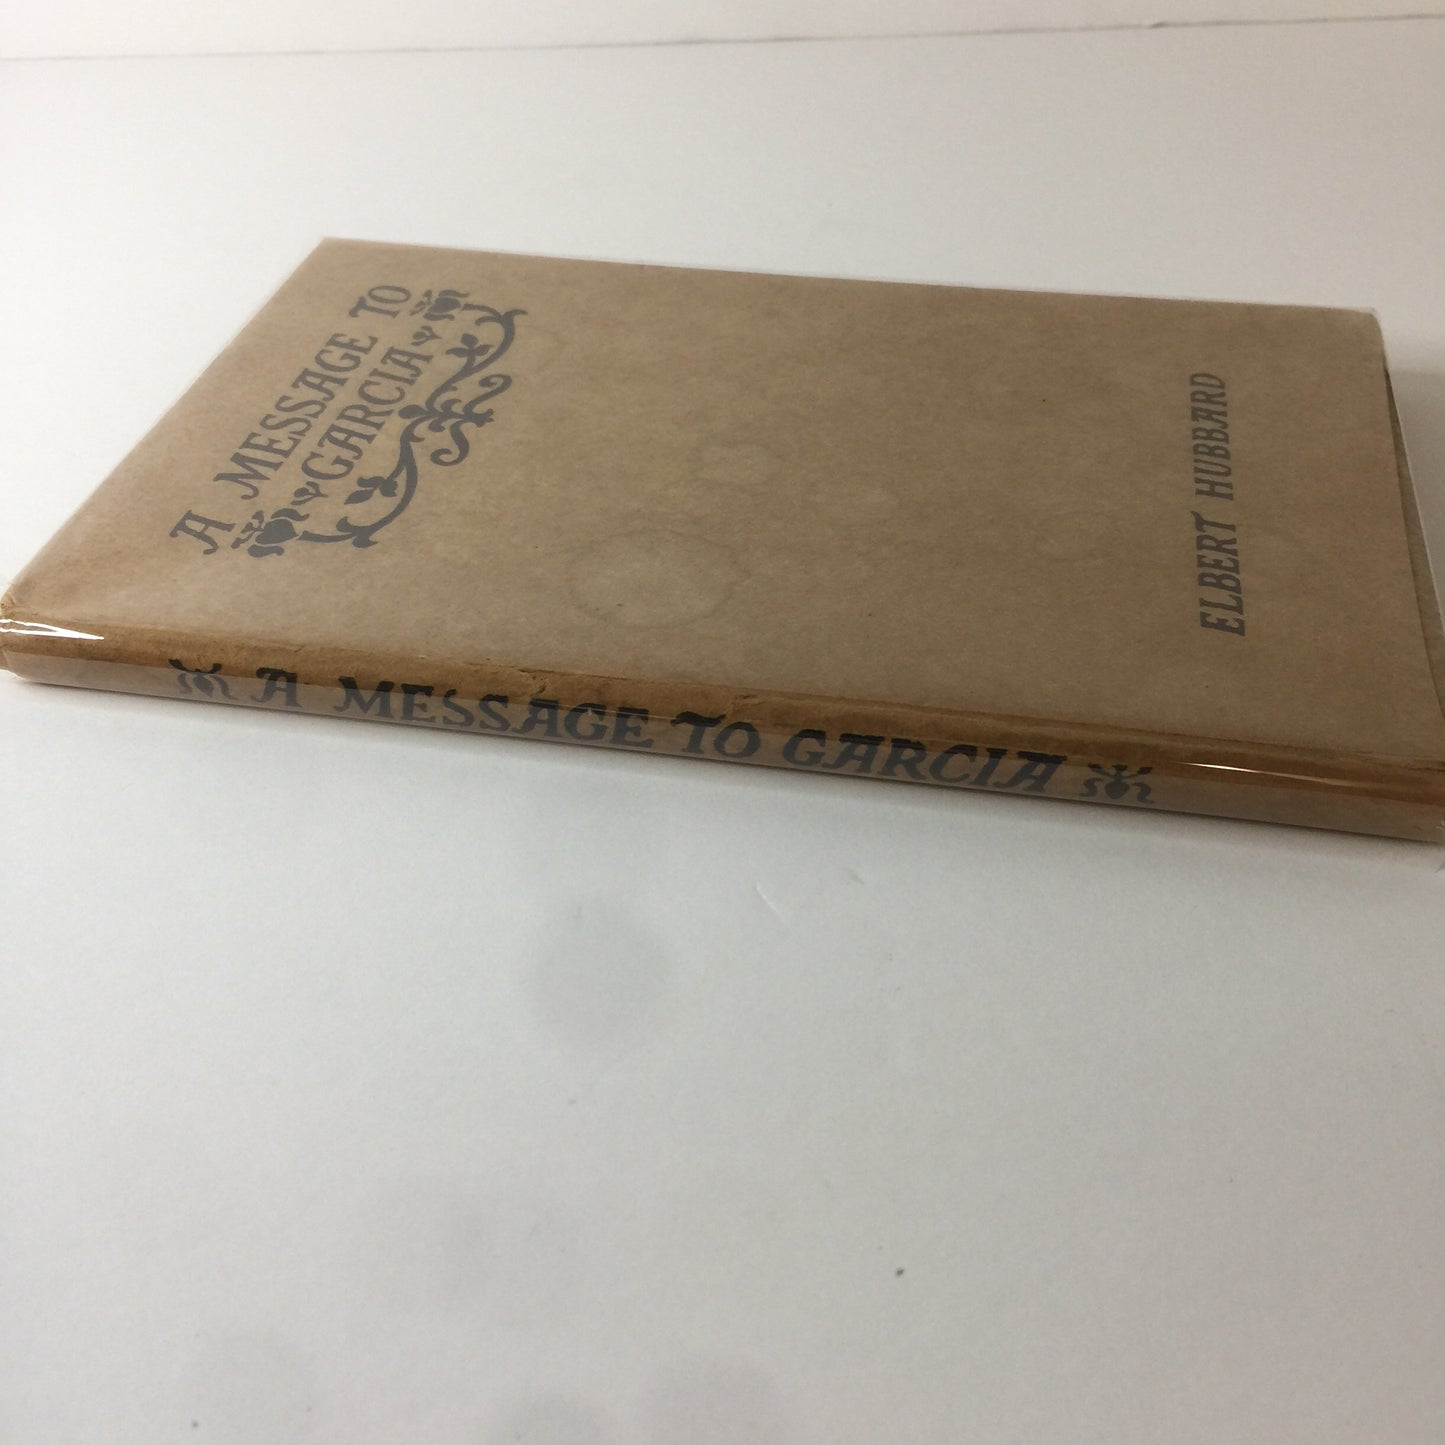 A MESSAGE TO
GARCIA
ELBERT HUBBARD
A MESSAGE TO GARCIA